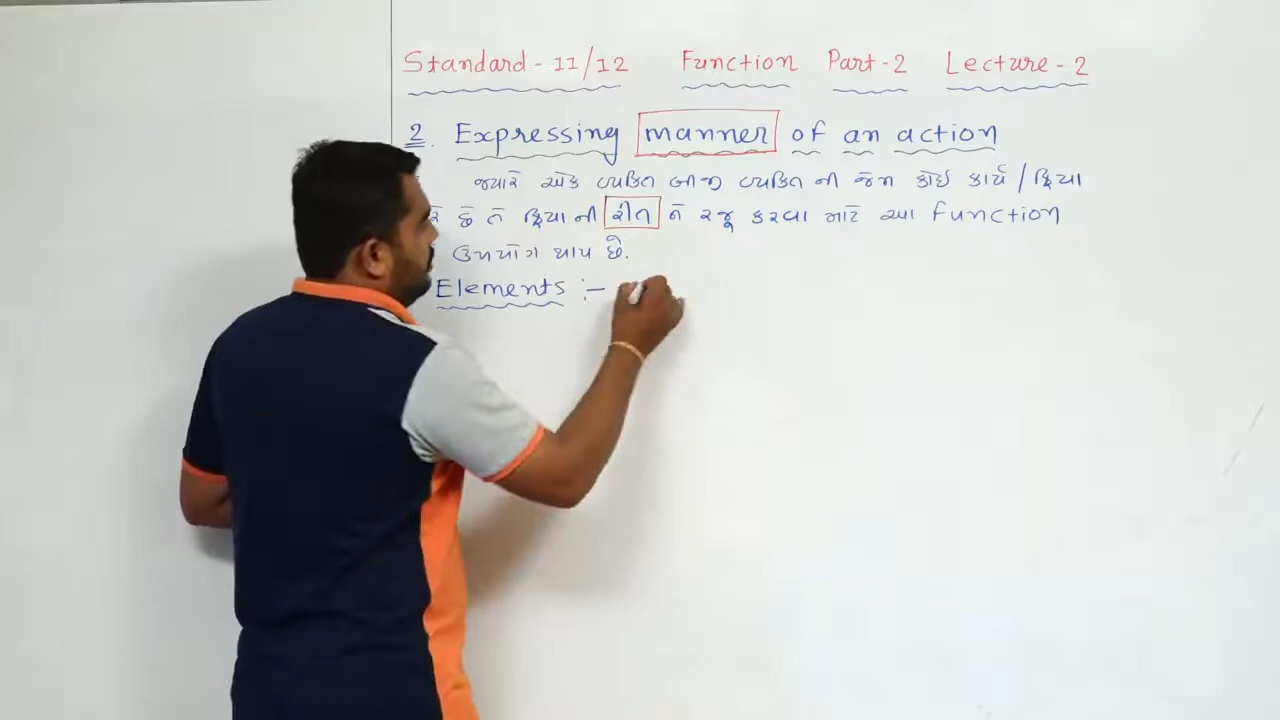 Standard - 11/12 Function Part-2 Lecture - 2
2. Expressing manner of an action
જ્યારે એક વ્યકિત બીજી વ્યકિત ની જેમ કોઈ કાર્ય / ક્રિયા
રે છે તે ક્રિયા ની રીત ને રજૂ કરવા માટે આ Function
ઉપયોગ થાય છે.
Elements :-